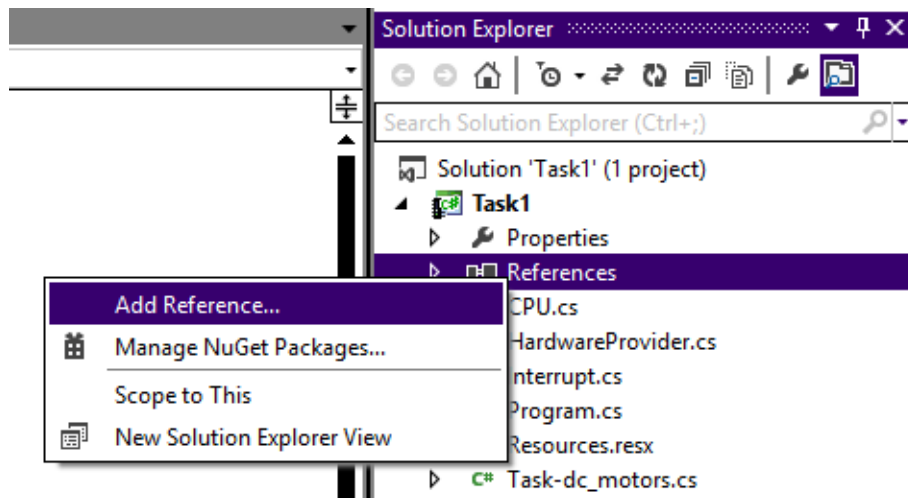 Solution Explorer
Search Solution Explorer (Ctrl+;)
Solution 'Task1' (1 project)
C# Task1
Properties
References
Add Reference...
CPU.cs
Manage NuGet Packages...
HardwareProvider.cs
Interrupt.cs
Scope to This
Program.cs
New Solution Explorer View
Resources.resx
C# Task-dc_motors.cs